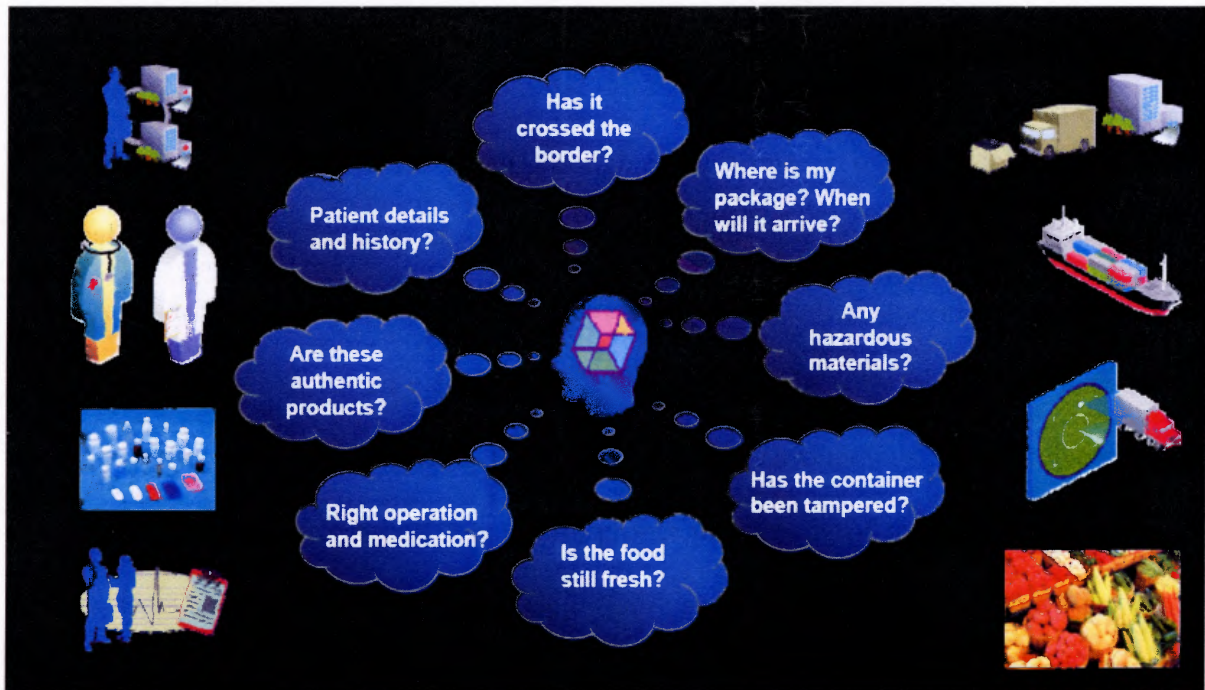 Has it
crossed the
border?
Where is my
package? When
will it arrive?
Patient details
and history?
Any
hazardous
materials?
Are these
authentic
products?
Has the container
been tampered?
Right operation
and medication?
Is the food
still fresh?